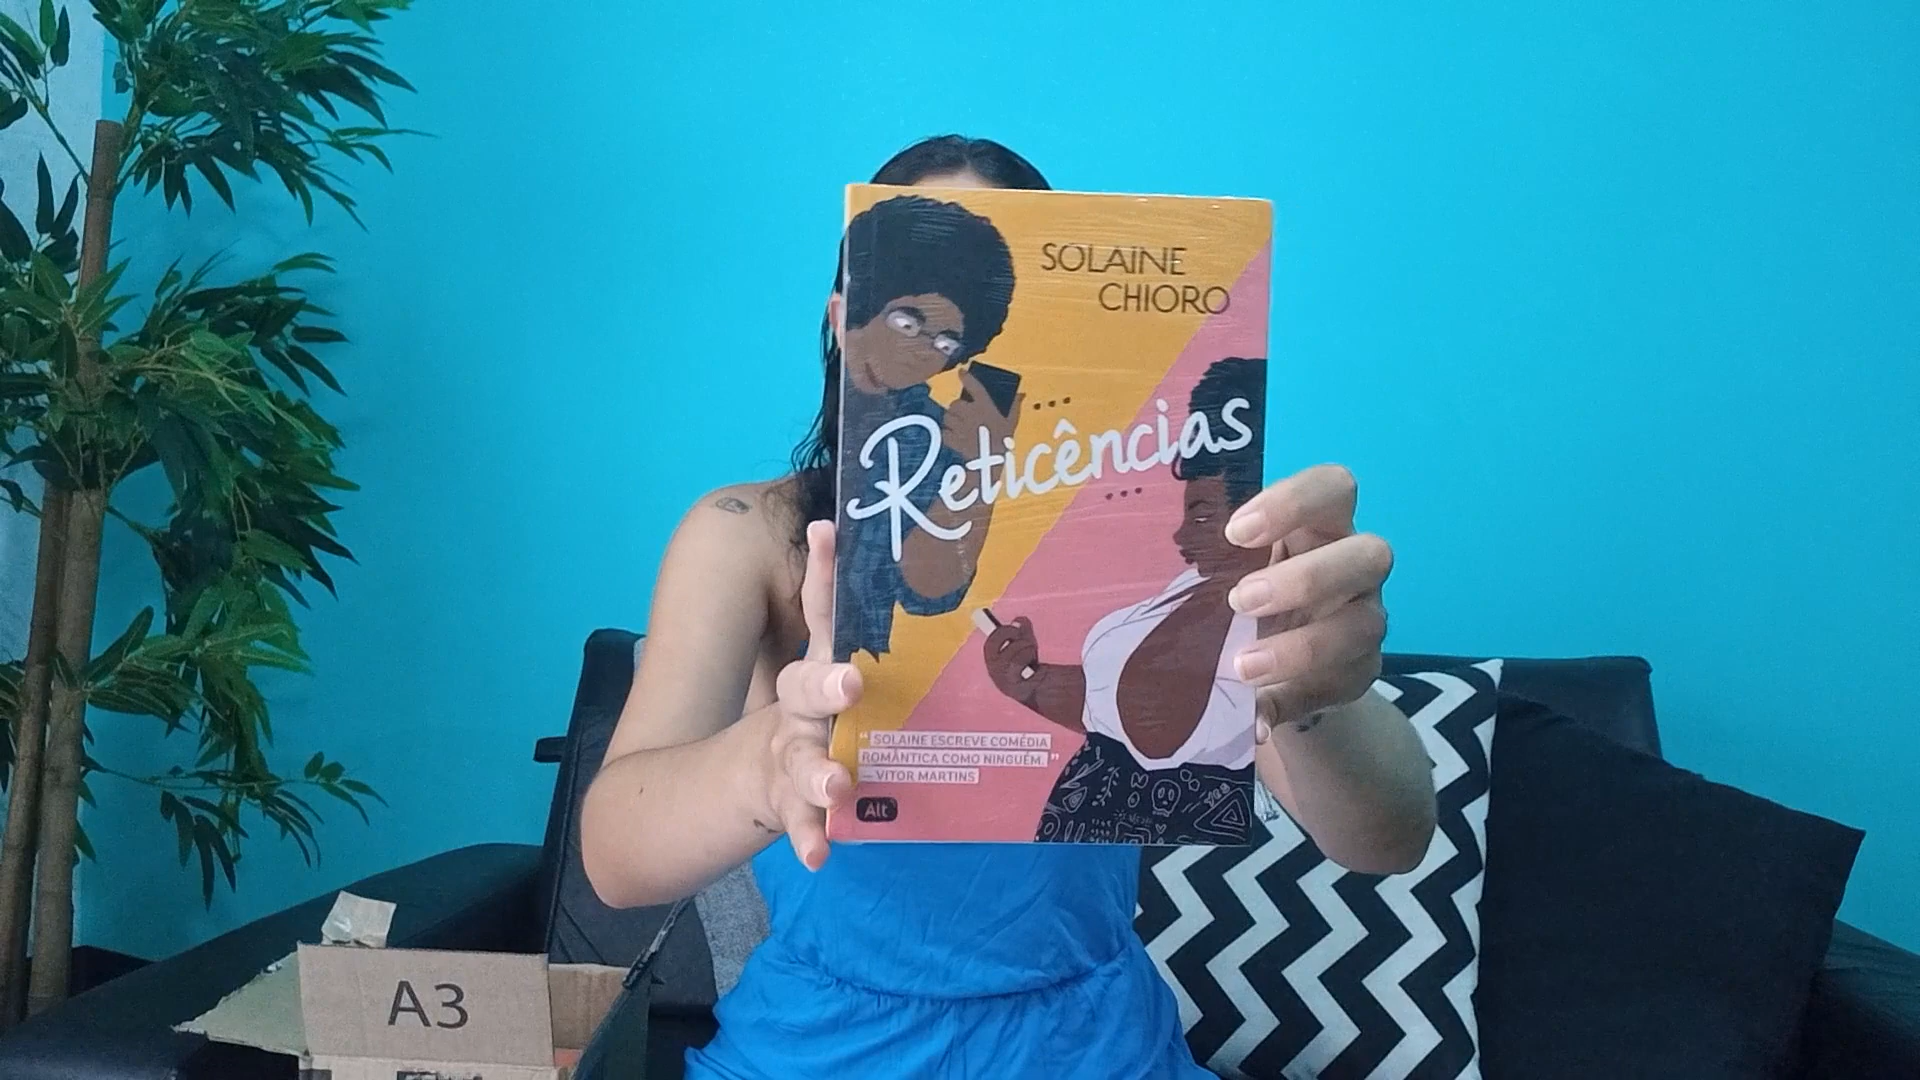 SOLAINE
CHIORO
...
Reticências
...
“SOLAINE ESCREVE COMÉDIA
ROMÂNTICA COMO NINGUÉM.”
— VITOR MARTINS
Alt
A3